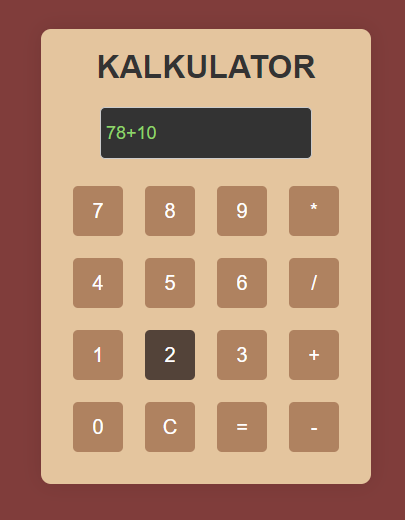 KALKULATOR
78+10
7 8 9 *
4 5 6 /
1 2 3 +
0 C = -